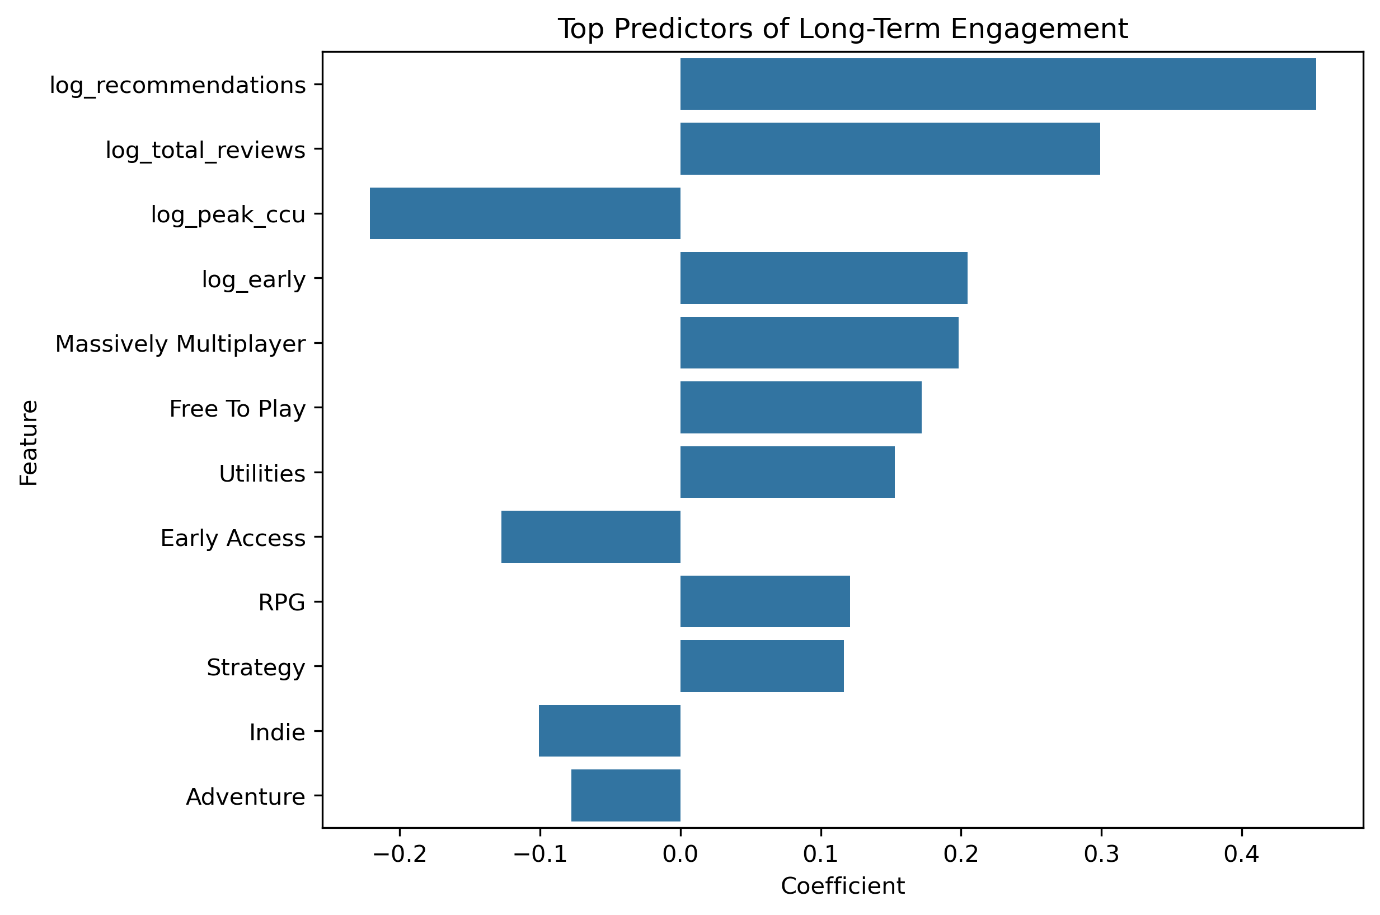 Top Predictors of Long-Term Engagement
log_recommendations
log_total_reviews
log_peak_ccu
log_early
Massively Multiplayer
Free To Play
Utilities
Early Access
RPG
Strategy
Indie
Adventure
Feature
−0.2 −0.1 0.0 0.1 0.2 0.3 0.4
Coefficient